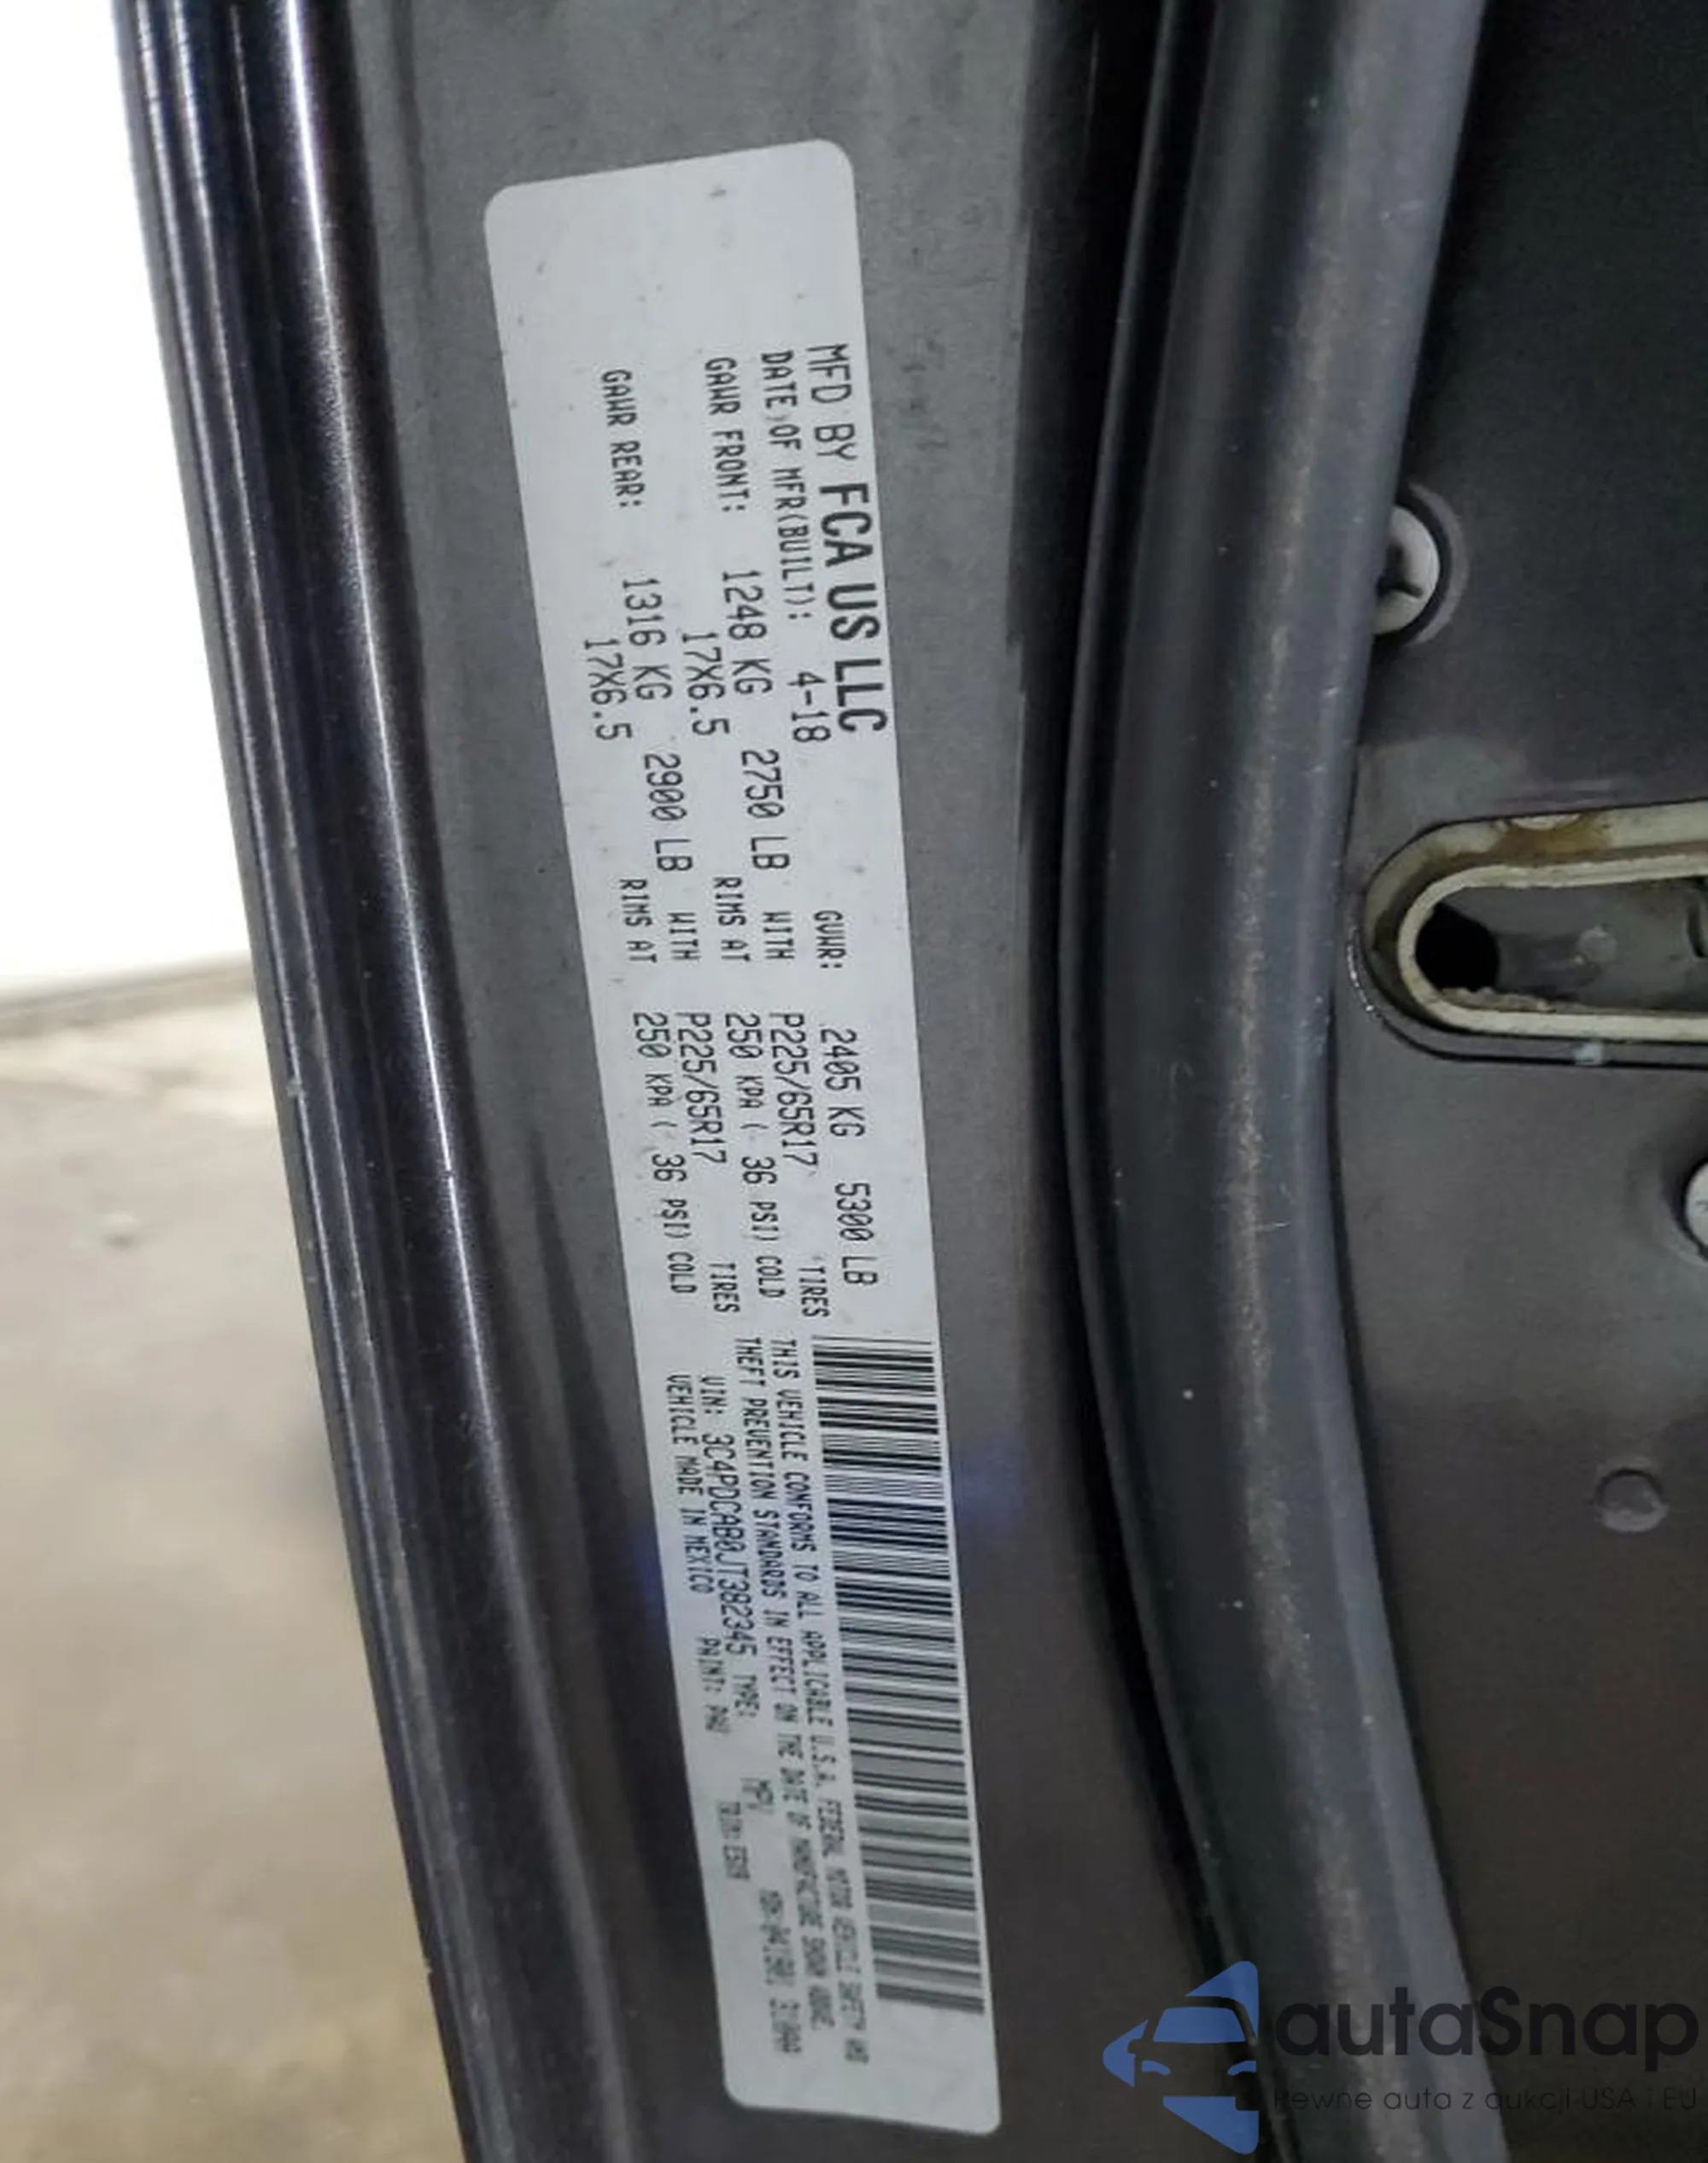 MFD BY FCA US LLC
DATE OF MFR(BUILT): 4-18 GVWR: 2405 KG 5300 LB
GAWR FRONT: 1248 KG 2750 LB WITH P225/65R17 TIRES
17X6.5 RIMS AT 250 KPA ( 36 PSI) COLD
GAWR REAR: 1316 KG 2900 LB WITH P225/65R17 TIRES
17X6.5 RIMS AT 250 KPA ( 36 PSI) COLD
THIS VEHICLE CONFORMS TO ALL APPLICABLE U.S.A. FEDERAL MOTOR VEHICLE SAFETY AND
THEFT PREVENTION STANDARDS IN EFFECT ON THE DATE OF MANUFACTURE SHOWN ABOVE.
VIN: 3C4PDCAB0JT382345 TYPE: MPV
VEHICLE MADE IN MEXICO PAINT: PAU TRIM:
autaSnap
Pewne auta z aukcji USA i EU